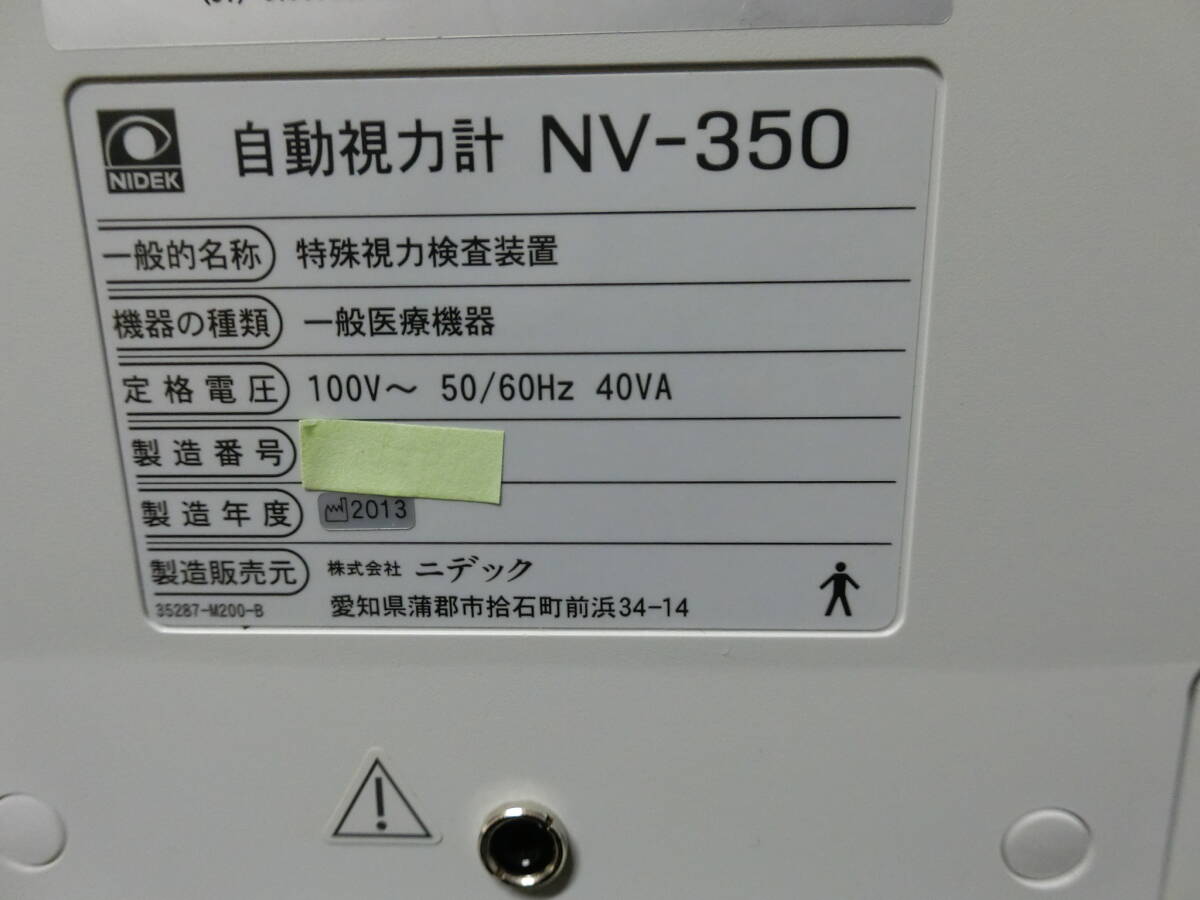 NIDEK
自動視力計 NV-350
一般的名称 特殊視力検査装置
機器の種類 一般医療機器
定格電圧 100V～ 50/60Hz 40VA
製造番号
製造年度 2013
製造販売元 株式会社 ニデック
35287-M200-B 愛知県蒲郡市拾石町前浜34-14